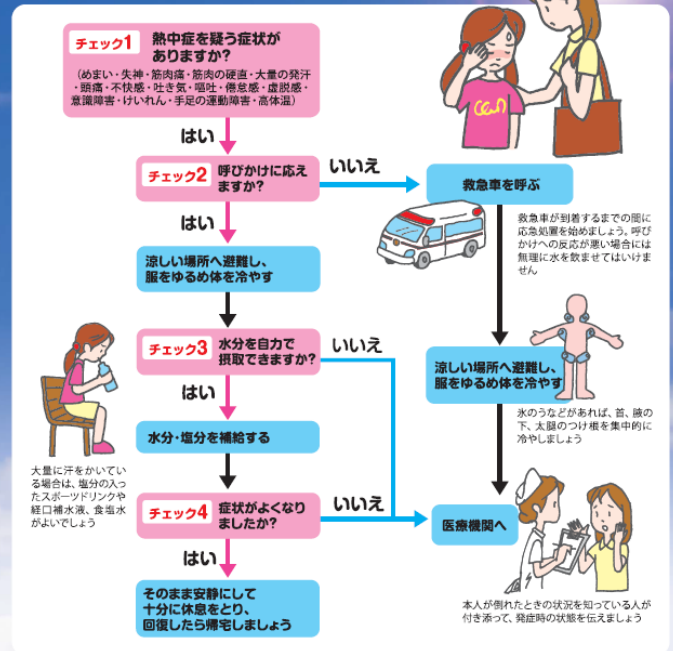 チェック1
熱中症を疑う症状が
ありますか?
(めまい・失神・筋肉痛・筋肉の硬直・大量の発汗
・頭痛・不快感・吐き気・嘔吐・倦怠感・虚脱感・
意識障害・けいれん・手足の運動障害・高体温)
はい
チェック2
呼びかけに応え
ますか?
いいえ
救急車を呼ぶ
救急車が到着するまでの間に
応急処置を始めましょう。呼び
かけへの反応が悪い場合には
無理に水を飲ませてはいけま
せん
はい
涼しい場所へ避難し、
服をゆるめ体を冷やす
チェック3
水分を自力で
摂取できますか?
いいえ
涼しい場所へ避難し、
服をゆるめ体を冷やす
氷のうなどがあれば、首、腋の
下、太腿のつけ根を集中的に
冷やしましょう
はい
水分・塩分を補給する
大量に汗をかいてい
る場合は、塩分の入っ
たスポーツドリンクや
経口補水液、食塩水
がよいでしょう
チェック4
症状がよくなり
ましたか?
いいえ
医療機関へ
本人が倒れたときの状況を知っている人が
付き添って、発症時の状態を伝えましょう
はい
そのまま安静にして
十分に休息をとり、
回復したら帰宅しましょう